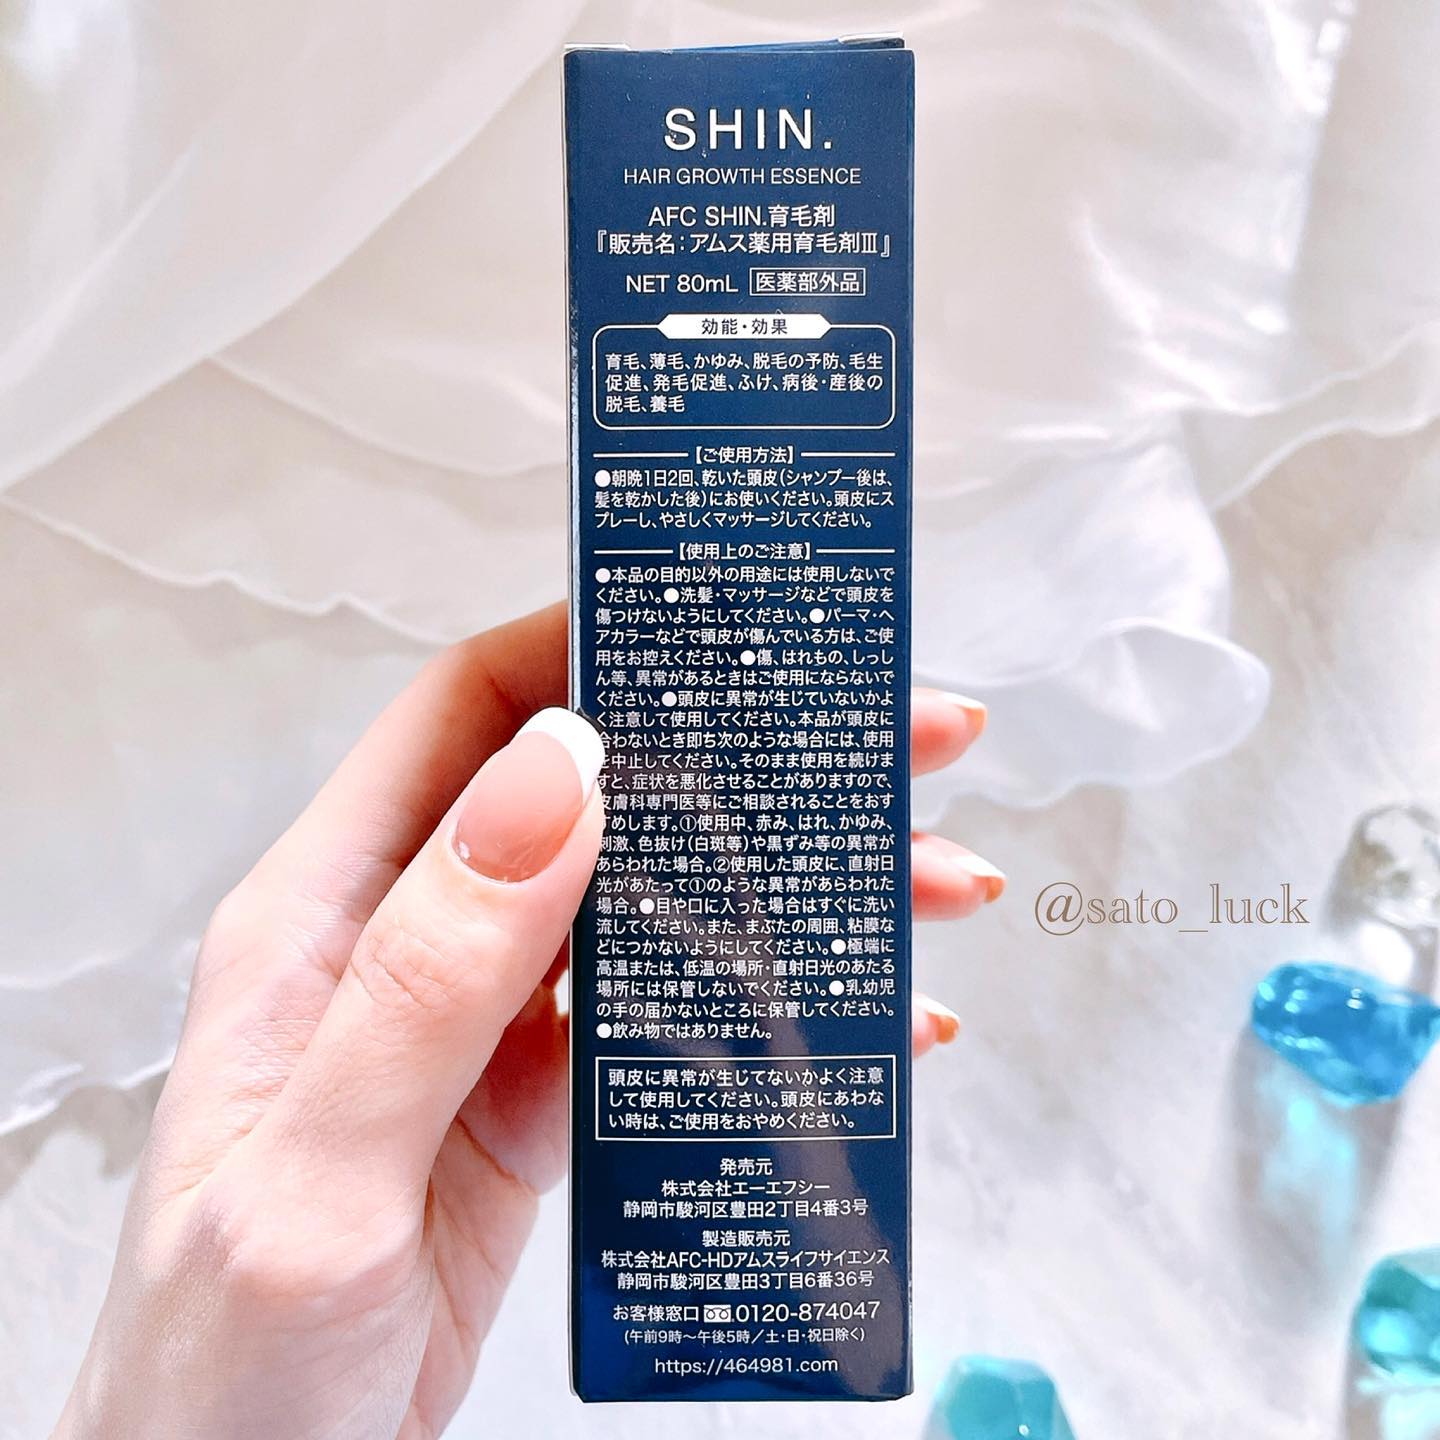 SHIN.
HAIR GROWTH ESSENCE
AFC SHIN.育毛剤
『販売名：アムス薬用育毛剤Ⅲ』
NET 80mL 医薬部外品
効能・効果
育毛、薄毛、かゆみ、脱毛の予防、毛生
促進、発毛促進、ふけ、病後・産後の
脱毛、養毛
【ご使用方法】
●朝晩1日2回、乾いた頭皮（シャンプー後は、
髪を乾かした後）にお使いください。頭皮にス
プレーし、やさしくマッサージしてください。
【使用上のご注意】
●本品の目的以外の用途には使用しないで
ください。●洗髪・マッサージなどで頭皮を
傷つけないようにしてください。●パーマ・ヘ
アカラーなどで頭皮が傷んでいる方は、ご使
用をお控えください。●傷、はれもの、しっし
ん等、異常があるときはご使用にならないで
ください。●頭皮に異常が生じていないかよ
く注意して使用してください。本品が頭皮に
合わないとき即ち次のような場合には、使用
を中止してください。そのまま使用を続けま
すと、症状を悪化させることがありますので、
皮膚科専門医等にご相談されることをおす
すめします。①使用中、赤み、はれ、かゆみ、
刺激、色抜け（白斑等）や黒ずみ等の異常が
あらわれた場合。②使用した頭皮に、直射日
光があたって①のような異常があらわれた
場合。●目や口に入った場合はすぐに洗い
流してください。また、まぶたの周囲、粘膜な
どにつかないようにしてください。●極端に
高温または、低温の場所・直射日光のあたる
場所には保管しないでください。●乳幼児
の手の届かないところに保管してください。
●飲み物ではありません。
頭皮に異常が生じてないかよく注意
して使用してください。頭皮にあわな
い時は、ご使用をおやめください。
発売元
株式会社エーエフシー
静岡市駿河区豊田2丁目4番3号
製造販売元
株式会社AFC-HDアムスライフサイエンス
静岡市駿河区豊田3丁目6番36号
お客様窓口 0120-874047
（午前9時～午後5時／土・日・祝日除く）
https://464981.com
@sato_luck